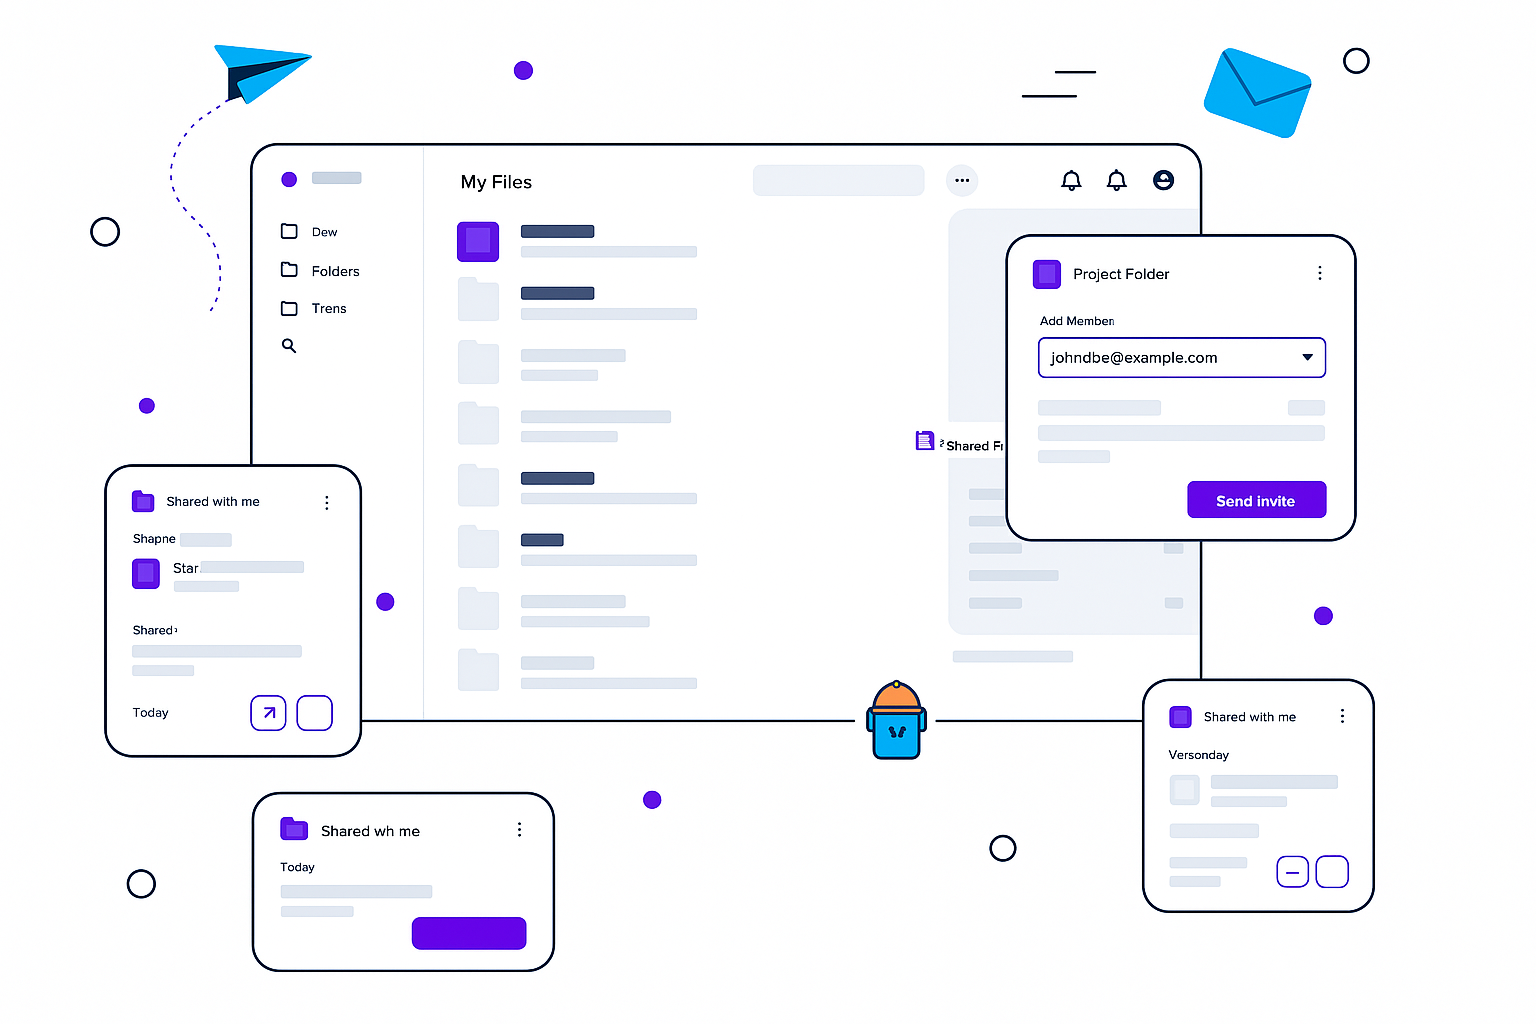 My Files
Dew
Folders
Trens
Project Folder
Add Member
johndbe@example.com
Send invite
Shared Fr
Shared with me
Shapne
Star
Shared
Today
Shared wh me
Today
Shared with me
Versonday